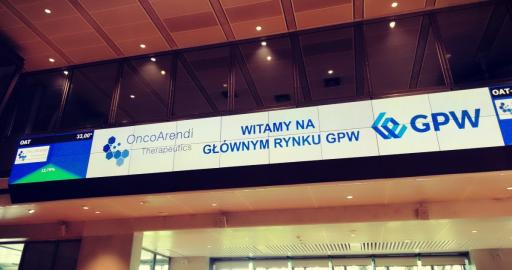 OAT 33,00
OncoArendi
Therapeutics
WITAMY NA
GŁÓWNYM RYNKU GPW
GPW
OAT